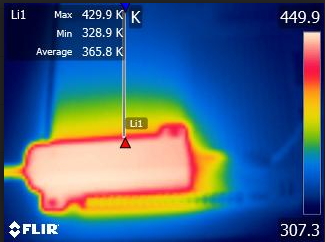 Li1 Max 429.9 K K 449.9
Min 328.9 K
Average 365.8 K
Li1
FLIR 307.3